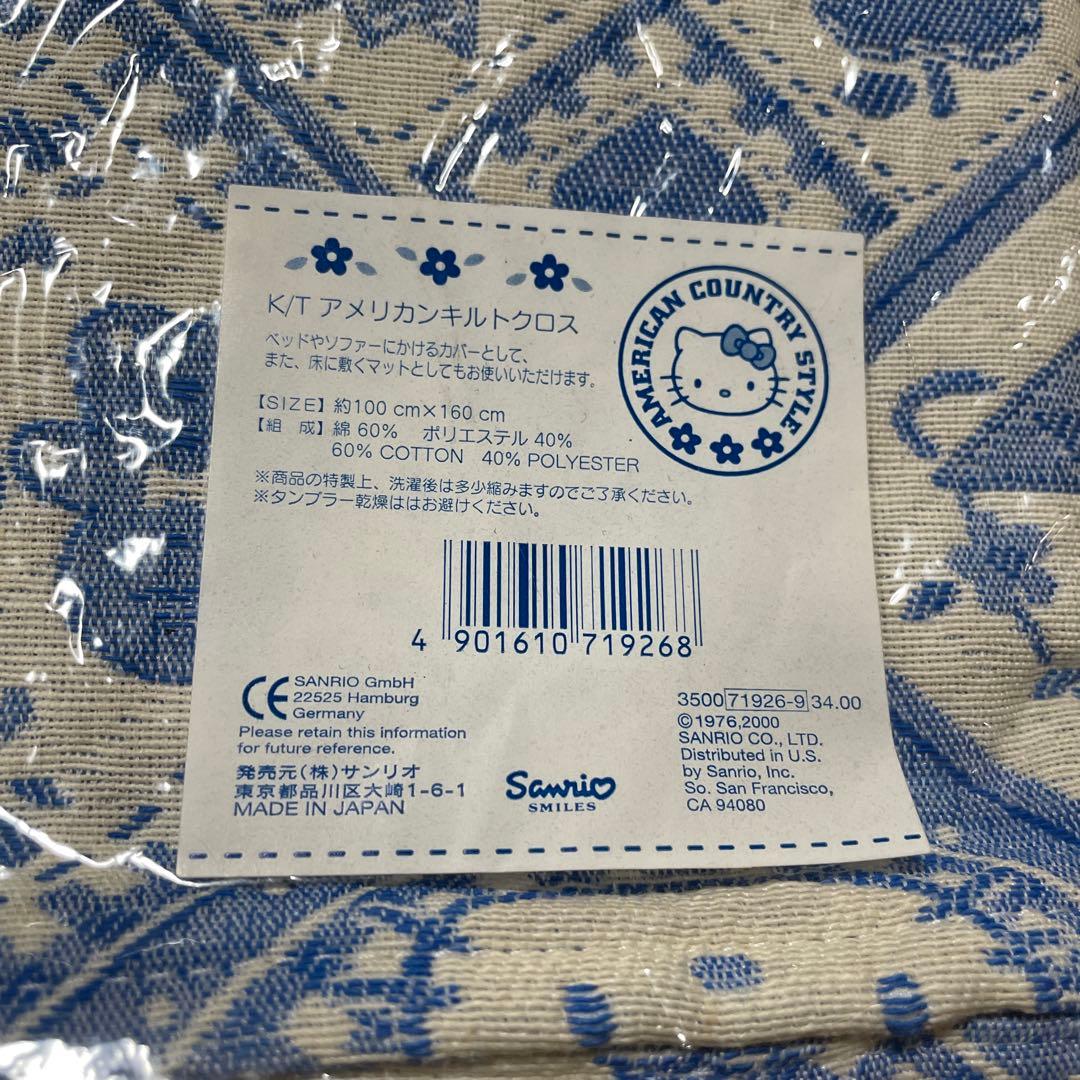 K/T アメリカンキルトクロス
ベッドやソファーにかけるカバーとして、
また、床に敷くマットとしてもお使いいただけます。
AMERICAN COUNTRY STYLE
【SIZE】約100 cm×160 cm
【組 成】綿 60% ポリエステル 40%
60% COTTON 40% POLYESTER
※商品の特製上、洗濯後は多少縮みますのでご了承ください。
※タンブラー乾燥ははお避けください。
4 901610 719268
CE SANRIO GmbH
22525 Hamburg
Germany
Please retain this information
for future reference.
発売元(株)サンリオ
東京都品川区大崎1-6-1
MADE IN JAPAN
Sanrio
SMILES
3500 71926-9 34.00
©1976,2000
SANRIO CO., LTD.
Distributed in U.S.
by Sanrio, Inc.
So. San Francisco,
CA 94080